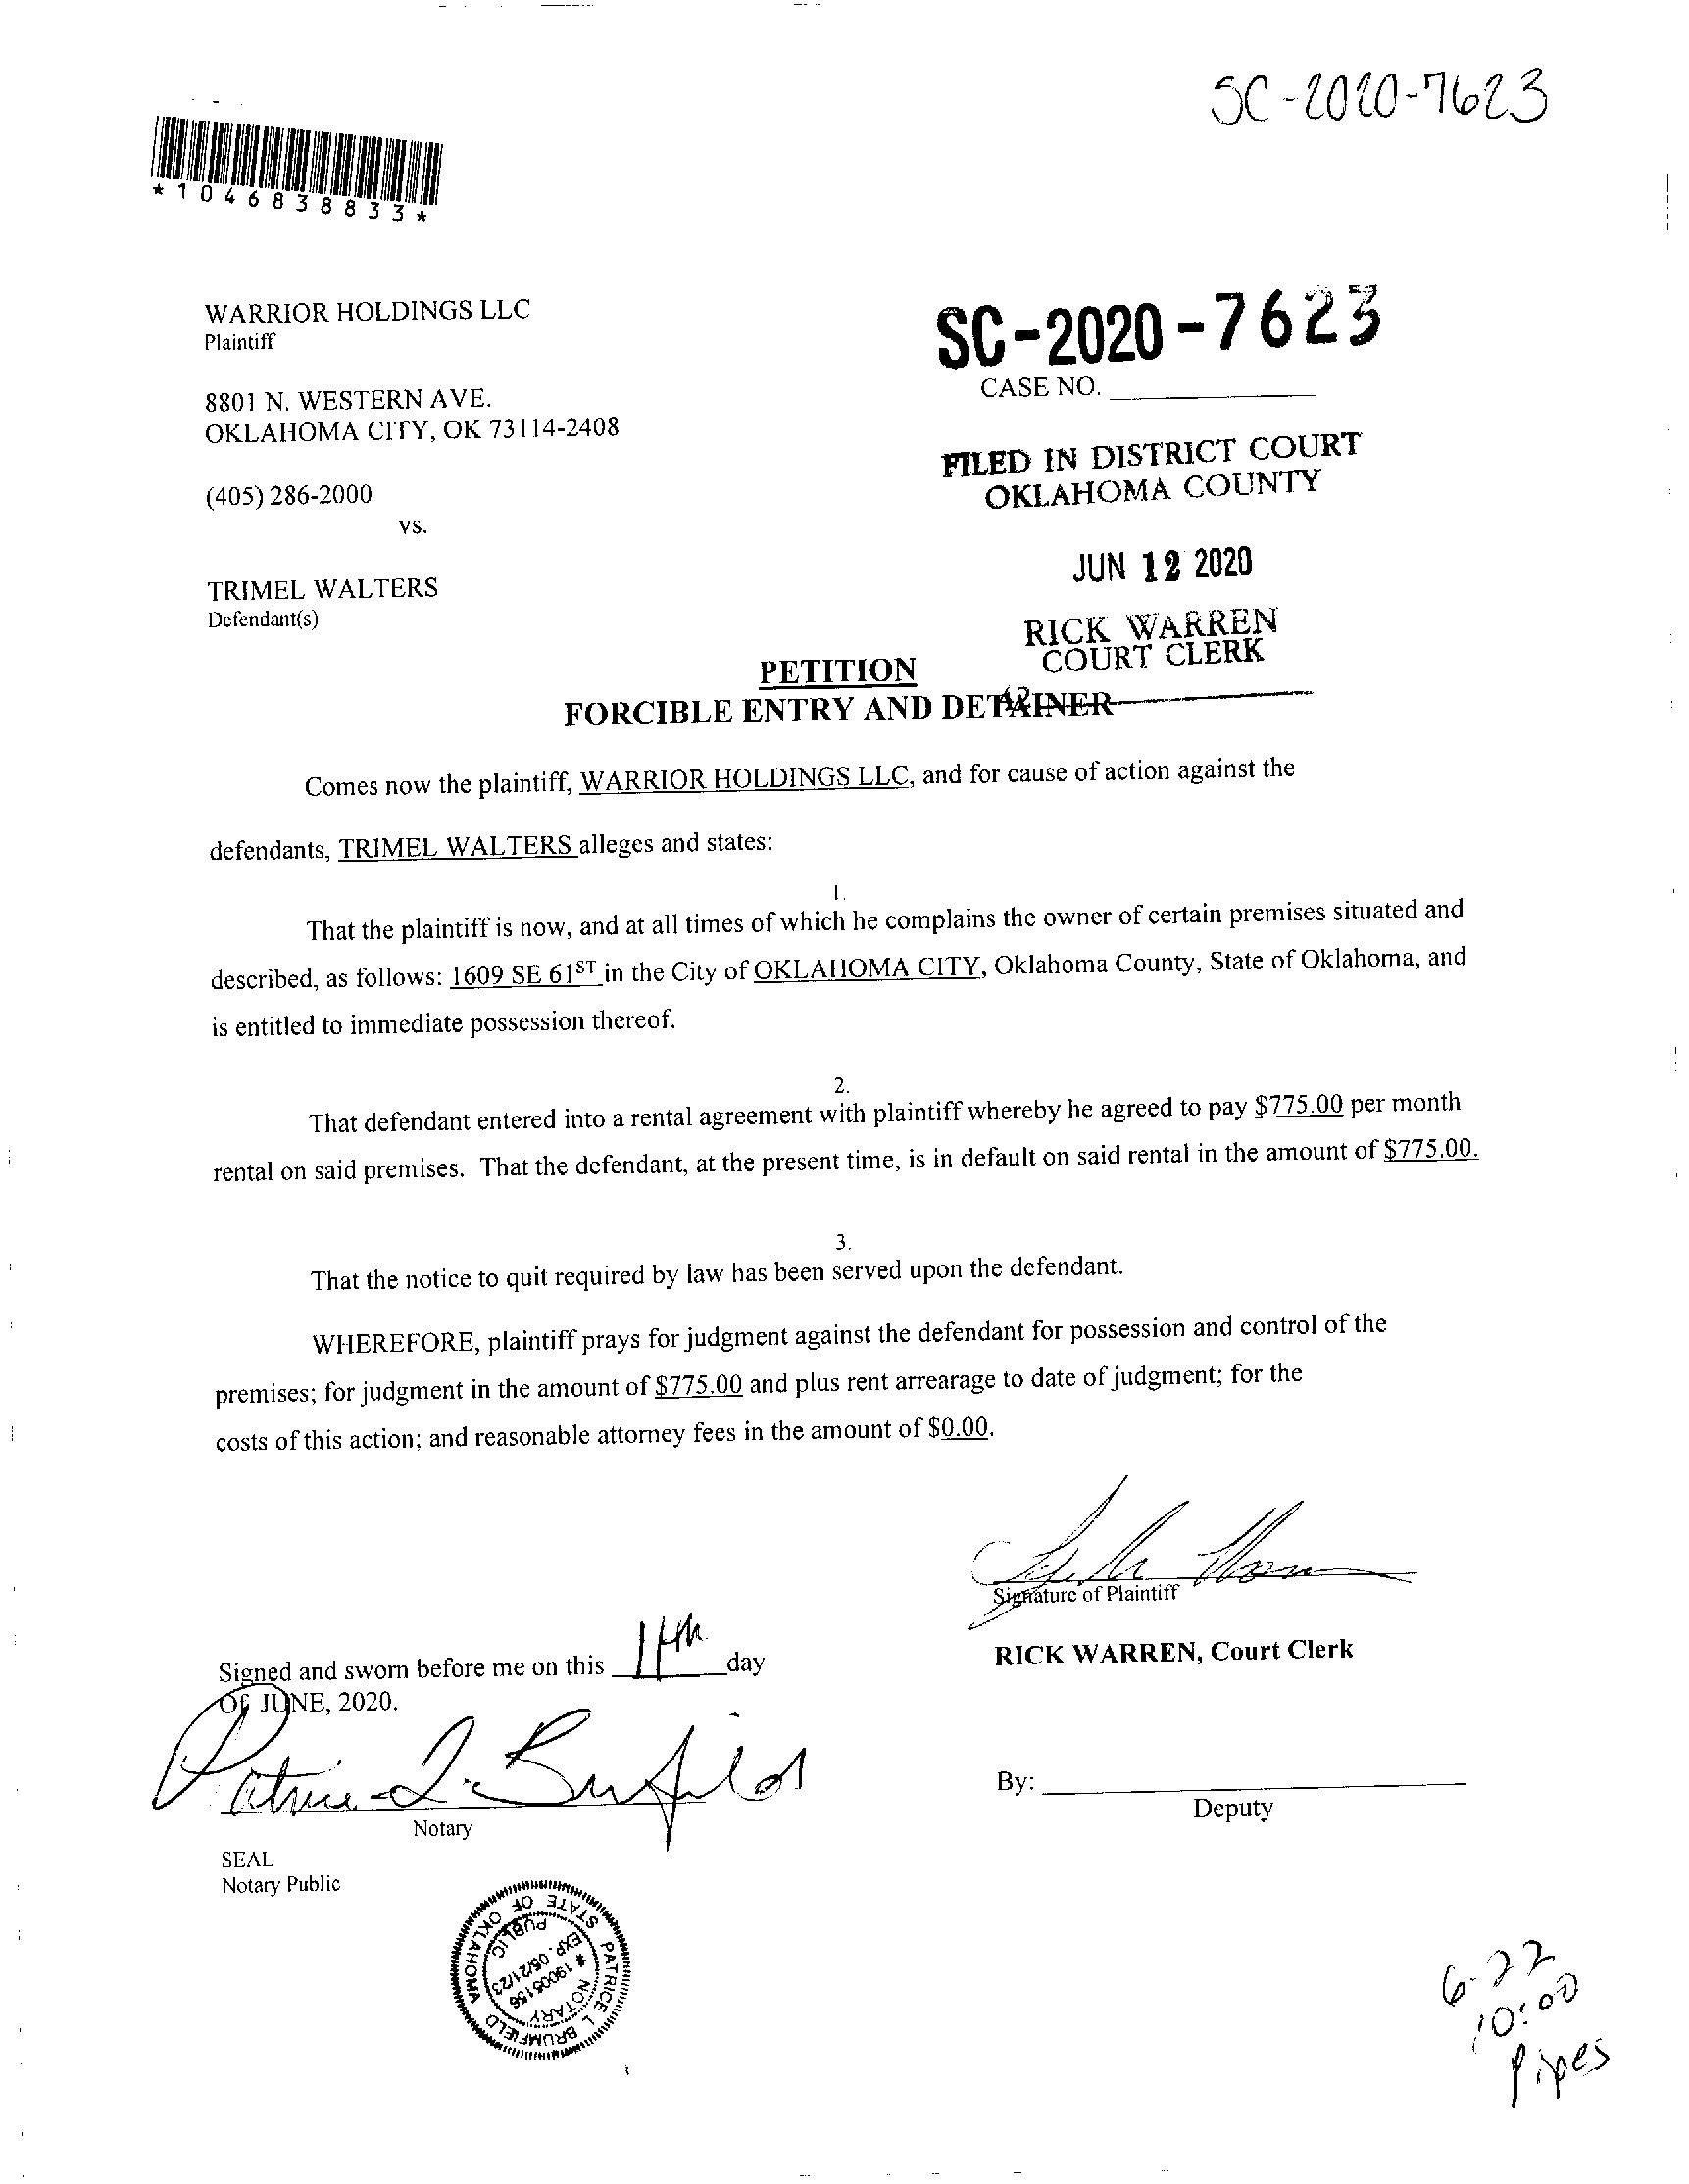 SC-2020-7623
*1046838833*
WARRIOR HOLDINGS LLC
Plaintiff
SC-2020-7623
CASE NO.
8801 N. WESTERN AVE.
OKLAHOMA CITY, OK 73114-2408
FILED IN DISTRICT COURT
OKLAHOMA COUNTY
(405) 286-2000
VS.
JUN 12 2020
TRIMEL WALTERS
Defendant(s)
RICK WARREN
COURT CLERK
PETITION
42
FORCIBLE ENTRY AND DETAINER
Comes now the plaintiff, WARRIOR HOLDINGS LLC, and for cause of action against the
defendants, TRIMEL WALTERS alleges and states:
1.
That the plaintiff is now, and at all times of which he complains the owner of certain premises situated and
described, as follows: 1609 SE 61ST in the City of OKLAHOMA CITY, Oklahoma County, State of Oklahoma, and
is entitled to immediate possession thereof.
2.
That defendant entered into a rental agreement with plaintiff whereby he agreed to pay $775.00 per month
rental on said premises. That the defendant, at the present time, is in default on said rental in the amount of $775.00.
3.
That the notice to quit required by law has been served upon the defendant.
WHEREFORE, plaintiff prays for judgment against the defendant for possession and control of the
premises; for judgment in the amount of $775.00 and plus rent arrearage to date of judgment; for the
costs of this action; and reasonable attorney fees in the amount of $0.00.
Signature of Plaintiff
Signed and sworn before me on this 11th day
Of JUNE, 2020.
RICK WARREN, Court Clerk
Patrice L. Brumfield
Notary
By:
Deputy
SEAL
Notary Public
PATRICE L. BRUMFIELD
STATE OF OKLAHOMA
NOTARY
# 19005156
EXP. 05/21/23
PUBLIC
6-22
10:00
Pipes